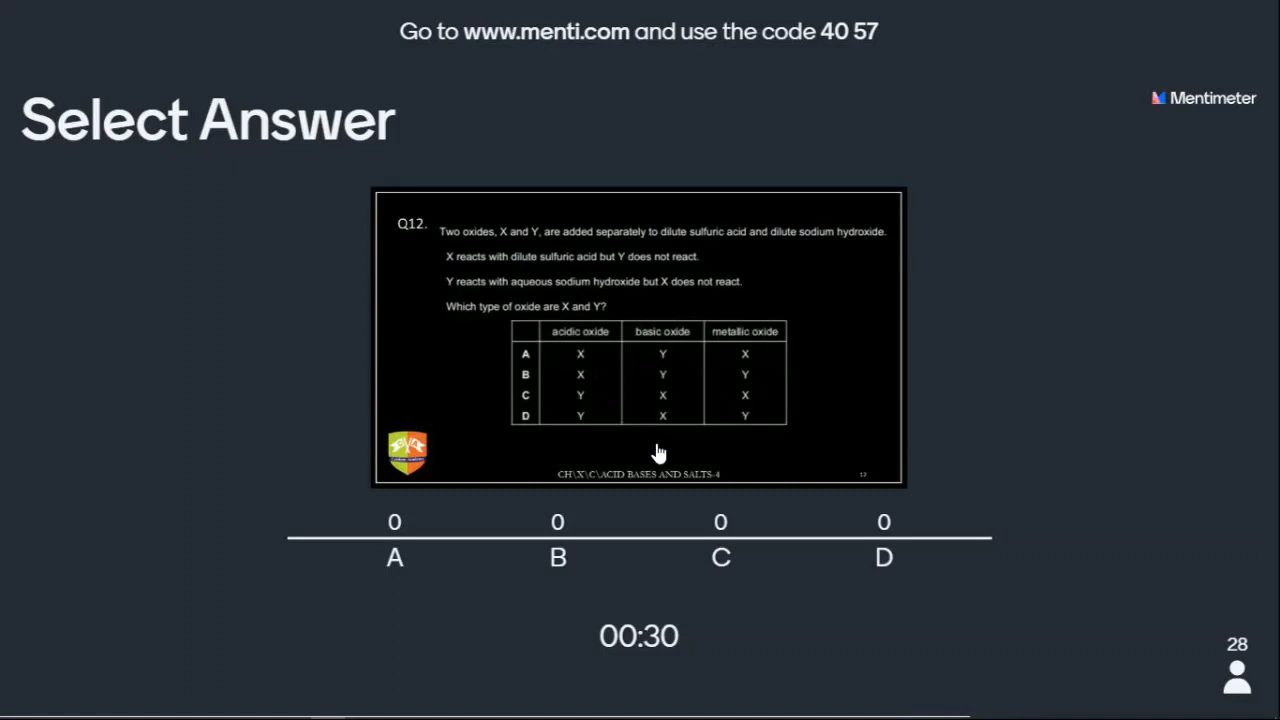 Go to www.menti.com and use the code 40 57
Select Answer
Mentimeter
Q12.
Two oxides, X and Y, are added separately to dilute sulfuric acid and dilute sodium hydroxide.
X reacts with dilute sulfuric acid but Y does not react.
Y reacts with aqueous sodium hydroxide but X does not react.
Which type of oxide are X and Y?
acidic oxide basic oxide metallic oxide
A X Y X
B X Y Y
C Y X X
D Y X Y
CH\X\C\ACID BASES AND SALTS-4
12
0 0 0 0
A B C D
00:30
28